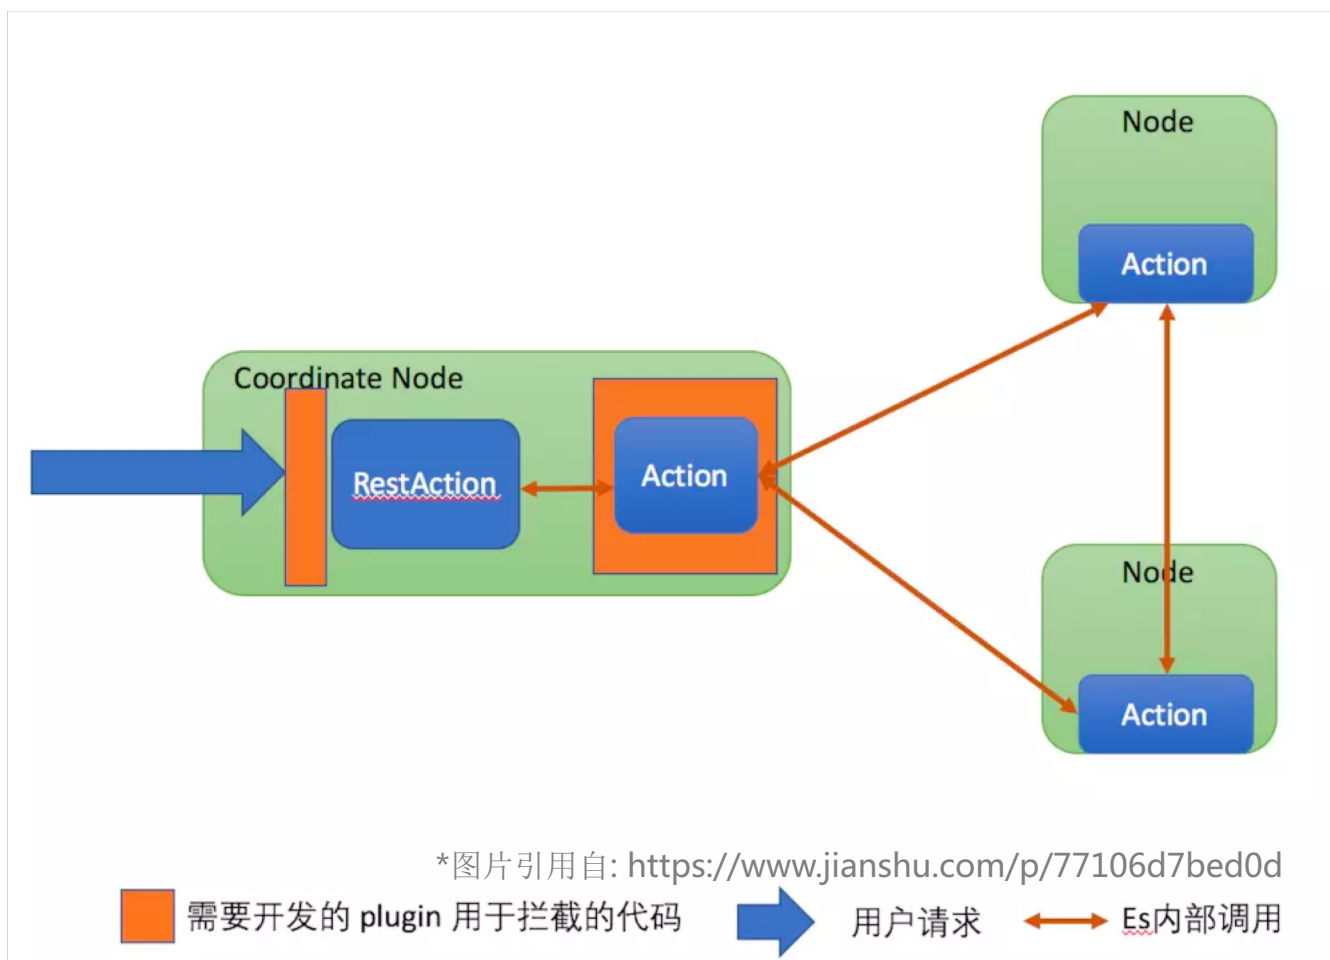 Node
Action
Coordinate Node
RestAction
Action
Node
Action
*图片引用自: https://www.jianshu.com/p/77106d7bed0d
需要开发的 plugin 用于拦截的代码
用户请求
Es内部调用